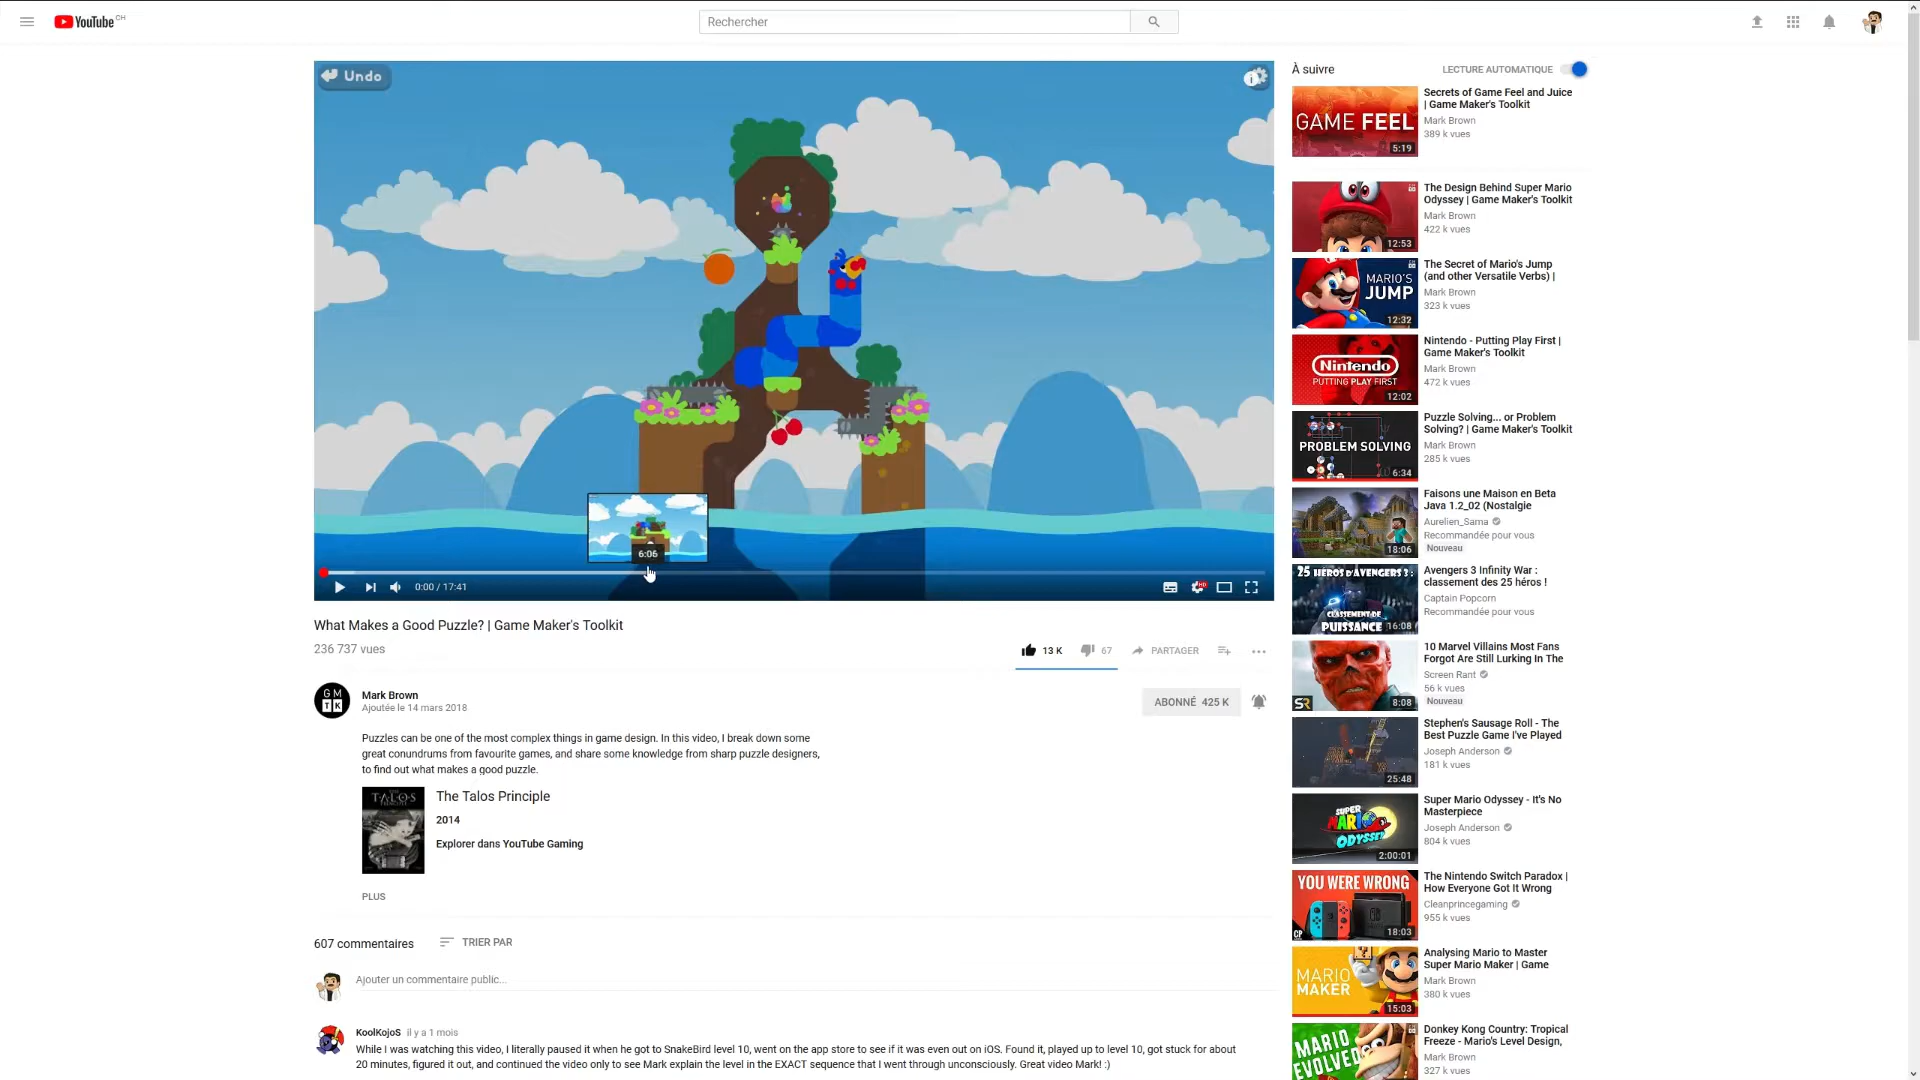 YouTube CH
Rechercher
Undo
6:06
0:00 / 17:41
HD
What Makes a Good Puzzle? | Game Maker's Toolkit
236 737 vues
13 K
67
PARTAGER
GM
TK
Mark Brown
Ajoutée le 14 mars 2018
ABONNÉ 425 K
Puzzles can be one of the most complex things in game design. In this video, I break down some
great conundrums from favourite games, and share some knowledge from sharp puzzle designers,
to find out what makes a good puzzle.
TALOS
The Talos Principle
2014
Explorer dans YouTube Gaming
PLUS
607 commentaires
TRIER PAR
Ajouter un commentaire public...
KoolKojoS il y a 1 mois
While I was watching this video, I literally paused it when he got to SnakeBird level 10, went on the app store to see if it was even out on iOS. Found it, played up to level 10, got stuck for about
20 minutes, figured it out, and continued the video only to see Mark explain the level in the EXACT sequence that I went through unconsciously. Great video Mark! :)
À suivre
LECTURE AUTOMATIQUE
GAME FEEL
5:19
Secrets of Game Feel and Juice
| Game Maker's Toolkit
Mark Brown
389 k vues
12:53
The Design Behind Super Mario
Odyssey | Game Maker's Toolkit
Mark Brown
422 k vues
MARIO'S
JUMP
12:32
The Secret of Mario's Jump
(and other Versatile Verbs) |
Mark Brown
323 k vues
Nintendo
PUTTING PLAY FIRST
12:02
Nintendo - Putting Play First |
Game Maker's Toolkit
Mark Brown
472 k vues
PROBLEM SOLVING
6:34
Puzzle Solving... or Problem
Solving? | Game Maker's Toolkit
Mark Brown
285 k vues
18:06
Faisons une Maison en Beta
Java 1.2_02 (Nostalgie
Aurelien_Sama
Recommandée pour vous
Nouveau
25 HEROS D'AVENGERS 3 :
CLASSEMENT DE
PUISSANCE
16:08
Avengers 3 Infinity War :
classement des 25 héros !
Captain Popcorn
Recommandée pour vous
SR
8:08
10 Marvel Villains Most Fans
Forgot Are Still Lurking In The
Screen Rant
56 k vues
Nouveau
25:48
Stephen's Sausage Roll - The
Best Puzzle Game I've Played
Joseph Anderson
181 k vues
SUPER
MARIO
ODYSSEY
2:00:01
Super Mario Odyssey - It's No
Masterpiece
Joseph Anderson
804 k vues
YOU WERE WRONG
CP
18:03
The Nintendo Switch Paradox |
How Everyone Got It Wrong
Cleanprincegaming
955 k vues
MARIO
MAKER
15:03
Analysing Mario to Master
Super Mario Maker | Game
Mark Brown
380 k vues
MARIO
EVOLVED
Donkey Kong Country: Tropical
Freeze - Mario's Level Design,
Mark Brown
327 k vues